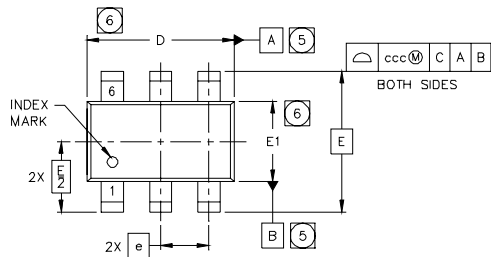 6
D
A 5
⌓ ccc Ⓜ C A B
BOTH SIDES
6
INDEX
MARK
6
E1
E
2X E/2
1
B 5
2X e